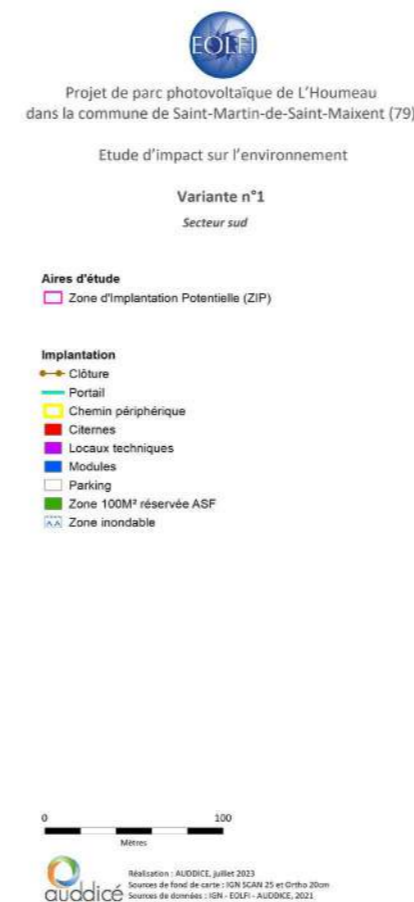 EOLFI
Projet de parc photovoltaïque de L'Houmeau
dans la commune de Saint-Martin-de-Saint-Maixent (79)
Etude d'impact sur l'environnement
Variante n°1
Secteur sud
Aires d'étude
Zone d'Implantation Potentielle (ZIP)
Implantation
Clôture
Portail
Chemin périphérique
Citernes
Locaux techniques
Modules
Parking
Zone 100M² réservée ASF
Zone inondable
0 100
Mètres
auddicé
Réalisation : AUDDICE, juillet 2023
Sources de fond de carte : IGN SCAN 25 et Ortho 20cm
Sources de données : IGN - EOLFI - AUDDICE, 2021